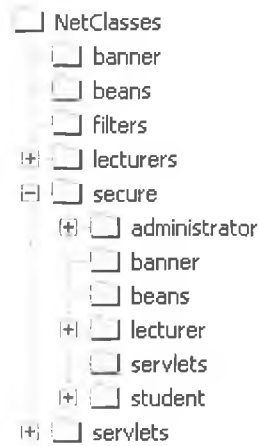 NetClasses
banner
beans
filters
lecturers
secure
administrator
banner
beans
lecturer
servlets
student
servlets